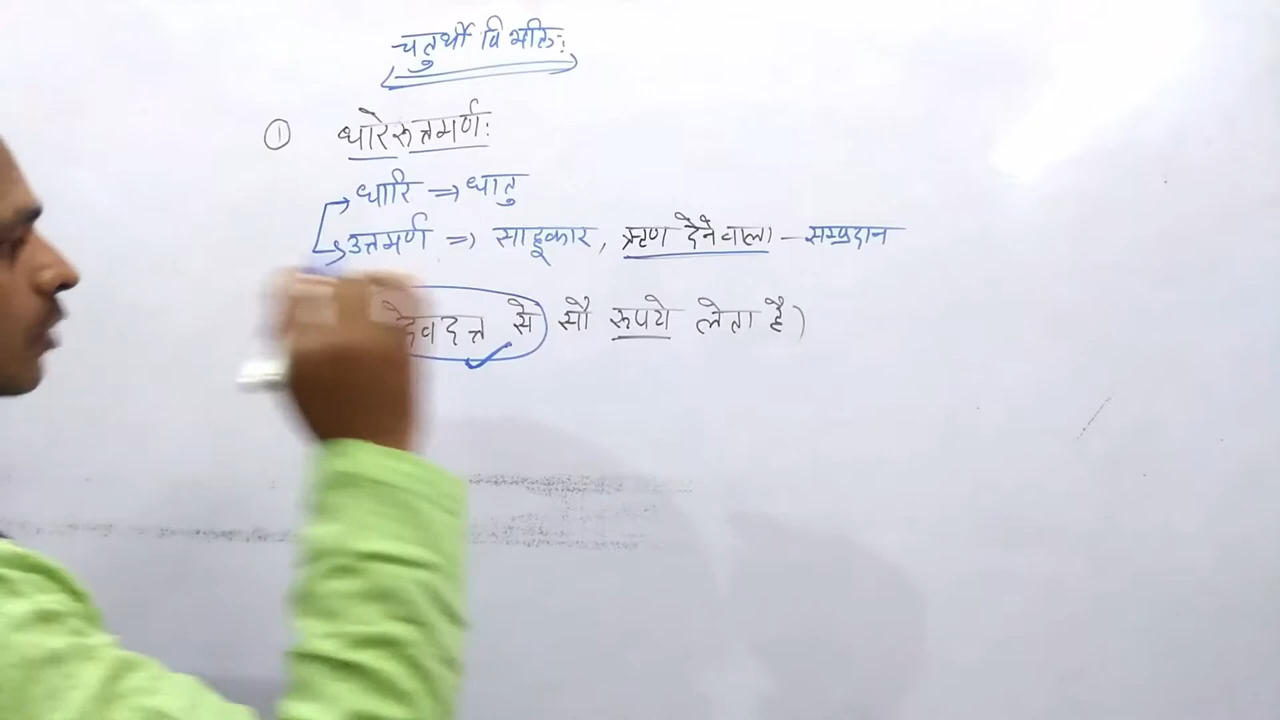 चतुर्थी विभक्ति:
① धारेरुत्तमर्ण:
धारि ⇒ धातु
उत्तमर्ण ⇒ साहूकार, ऋण देनेवाला - सम्प्रदान
देवदत्त से सौ रूपये लेता है)